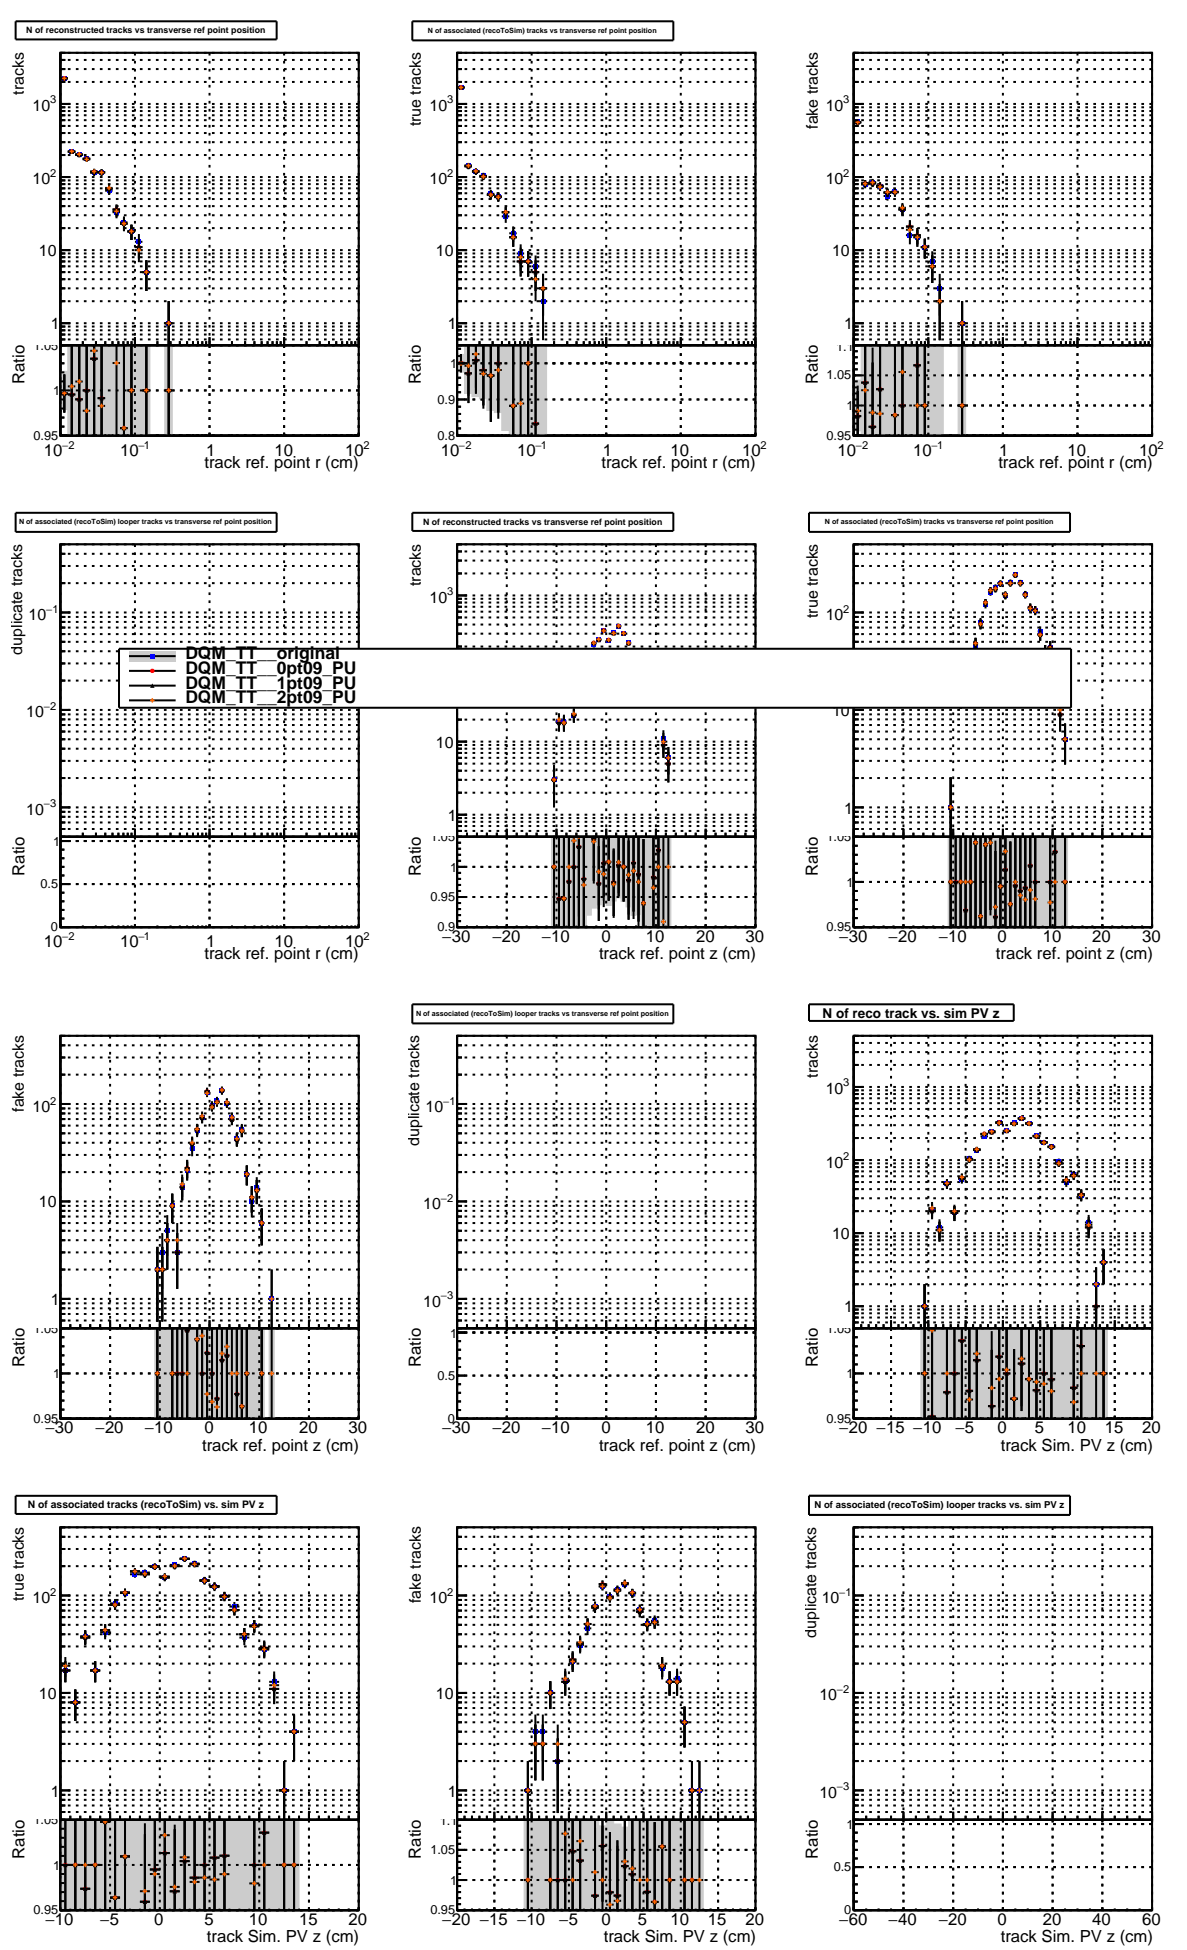 N of reconstructed tracks vs transverse ref point position
tracks
10³
10²
10
1
Ratio
1.05
1
0.95
10⁻² 10⁻¹ 1 10 10²
track ref. point r (cm)
N of associated (recoToSim) tracks vs transverse ref point position
true tracks
10³
10²
10
1
Ratio
1
0.9
0.8
10⁻² 10⁻¹ 1 10 10²
track ref. point r (cm)
fake tracks
10³
10²
10
1
Ratio
1.1
1.05
1
0.95
10⁻² 10⁻¹ 1 10 10²
track ref. point r (cm)
N of associated (recoToSim) looper tracks vs transverse ref point position
duplicate tracks
10⁻¹
10⁻²
10⁻³
Ratio
1
0.5
0
10⁻² 10⁻¹ 1 10 10²
track ref. point r (cm)
N of reconstructed tracks vs transverse ref point position
tracks
10³
10
1
Ratio
1.05
1
0.95
0.9
−30 −20 −10 0 10 20 30
track ref. point z (cm)
N of associated (recoToSim) tracks vs transverse ref point position
true tracks
10²
10
1
Ratio
1.05
1
0.95
−30 −20 −10 0 10 20 30
track ref. point z (cm)
DQM_TT__original
DQM_TT__0pt09_PU
DQM_TT__1pt09_PU
DQM_TT__2pt09_PU
fake tracks
10²
10
1
Ratio
1.05
1
0.95
−30 −20 −10 0 10 20 30
track ref. point z (cm)
N of associated (recoToSim) looper tracks vs transverse ref point position
duplicate tracks
10⁻¹
10⁻²
10⁻³
Ratio
1
0.5
0
−30 −20 −10 0 10 20 30
track ref. point z (cm)
N of reco track vs. sim PV z
tracks
10³
10²
10
1
Ratio
1.05
1
0.95
−20 −15 −10 −5 0 5 10 15 20
track Sim. PV z (cm)
N of associated tracks (recoToSim) vs. sim PV z
true tracks
10²
10
1
Ratio
1.05
1
0.95
−10 −5 0 5 10 15 20
track Sim. PV z (cm)
fake tracks
10²
10
1
Ratio
1.1
1.05
1
0.95
−20 −15 −10 −5 0 5 10 15 20
track Sim. PV z (cm)
N of associated (recoToSim) looper tracks vs. sim PV z
duplicate tracks
10⁻¹
10⁻²
10⁻³
Ratio
1
0.5
0
−60 −40 −20 0 20 40 60
track Sim. PV z (cm)